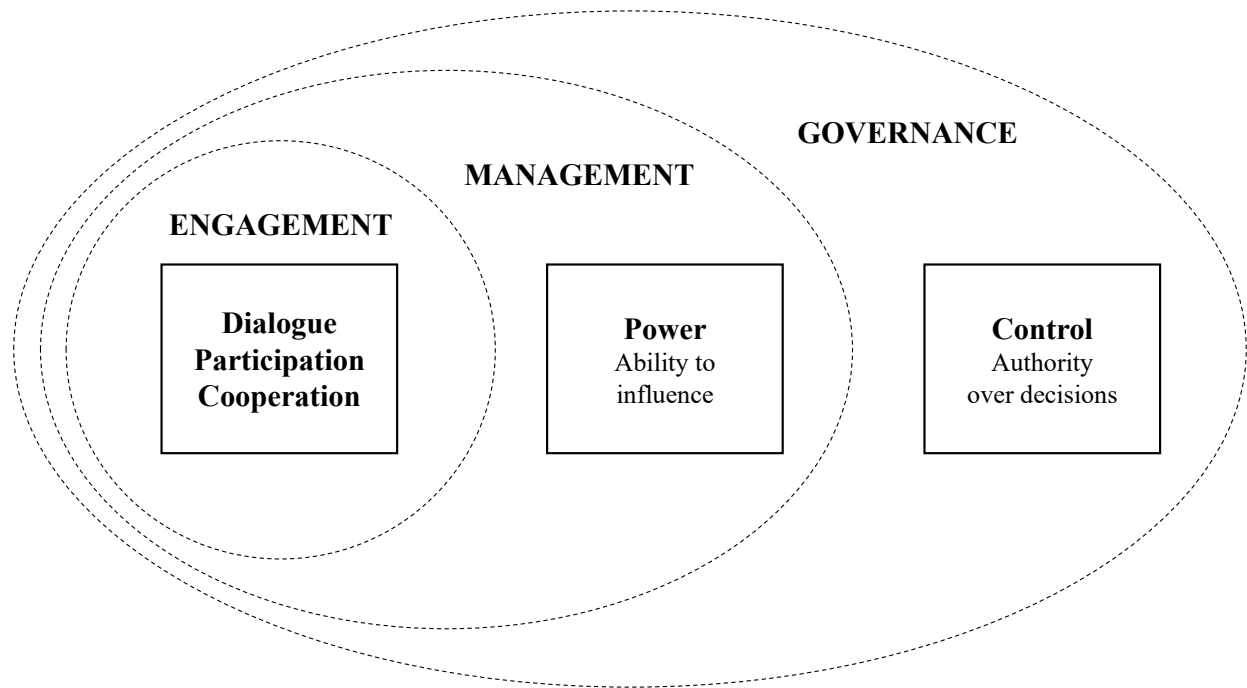 GOVERNANCE
MANAGEMENT
ENGAGEMENT
Dialogue
Participation
Cooperation
Power
Ability to
influence
Control
Authority
over decisions